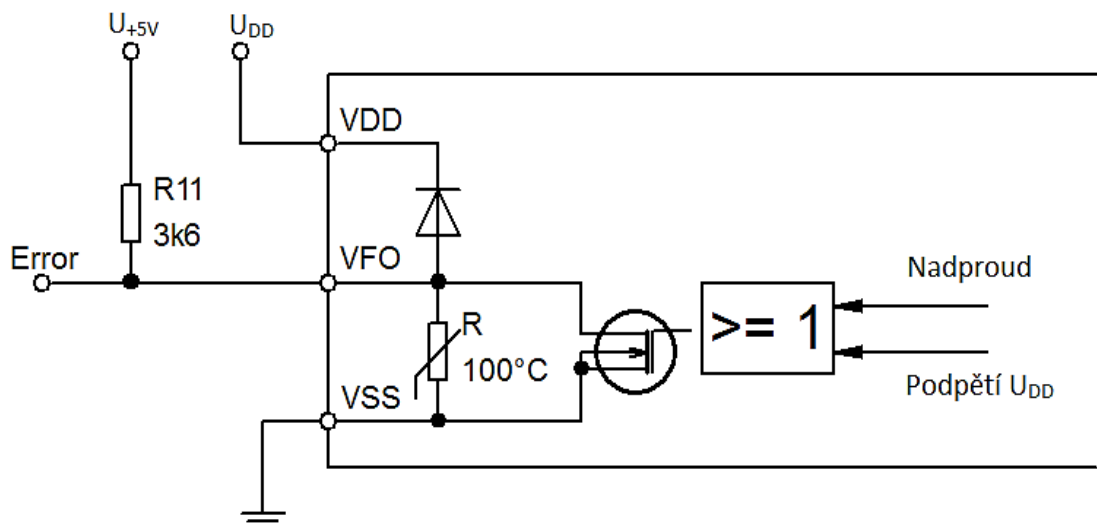 U+5V
UDD
VDD
R11
3k6
Error
VFO
Nadproud
>= 1
R
100°C
VSS
Podpětí UDD